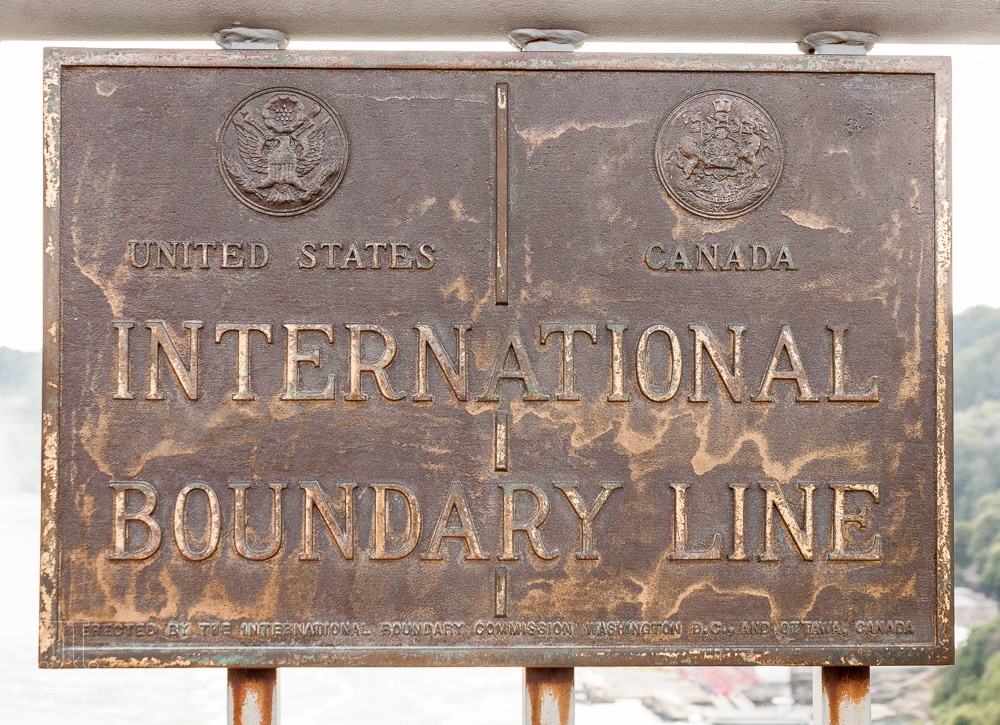 UNITED STATES
CANADA
INTERNATIONAL
BOUNDARY LINE
ERECTED BY THE INTERNATIONAL BOUNDARY COMMISSION WASHINGTON D.C., AND OTTAWA, CANADA